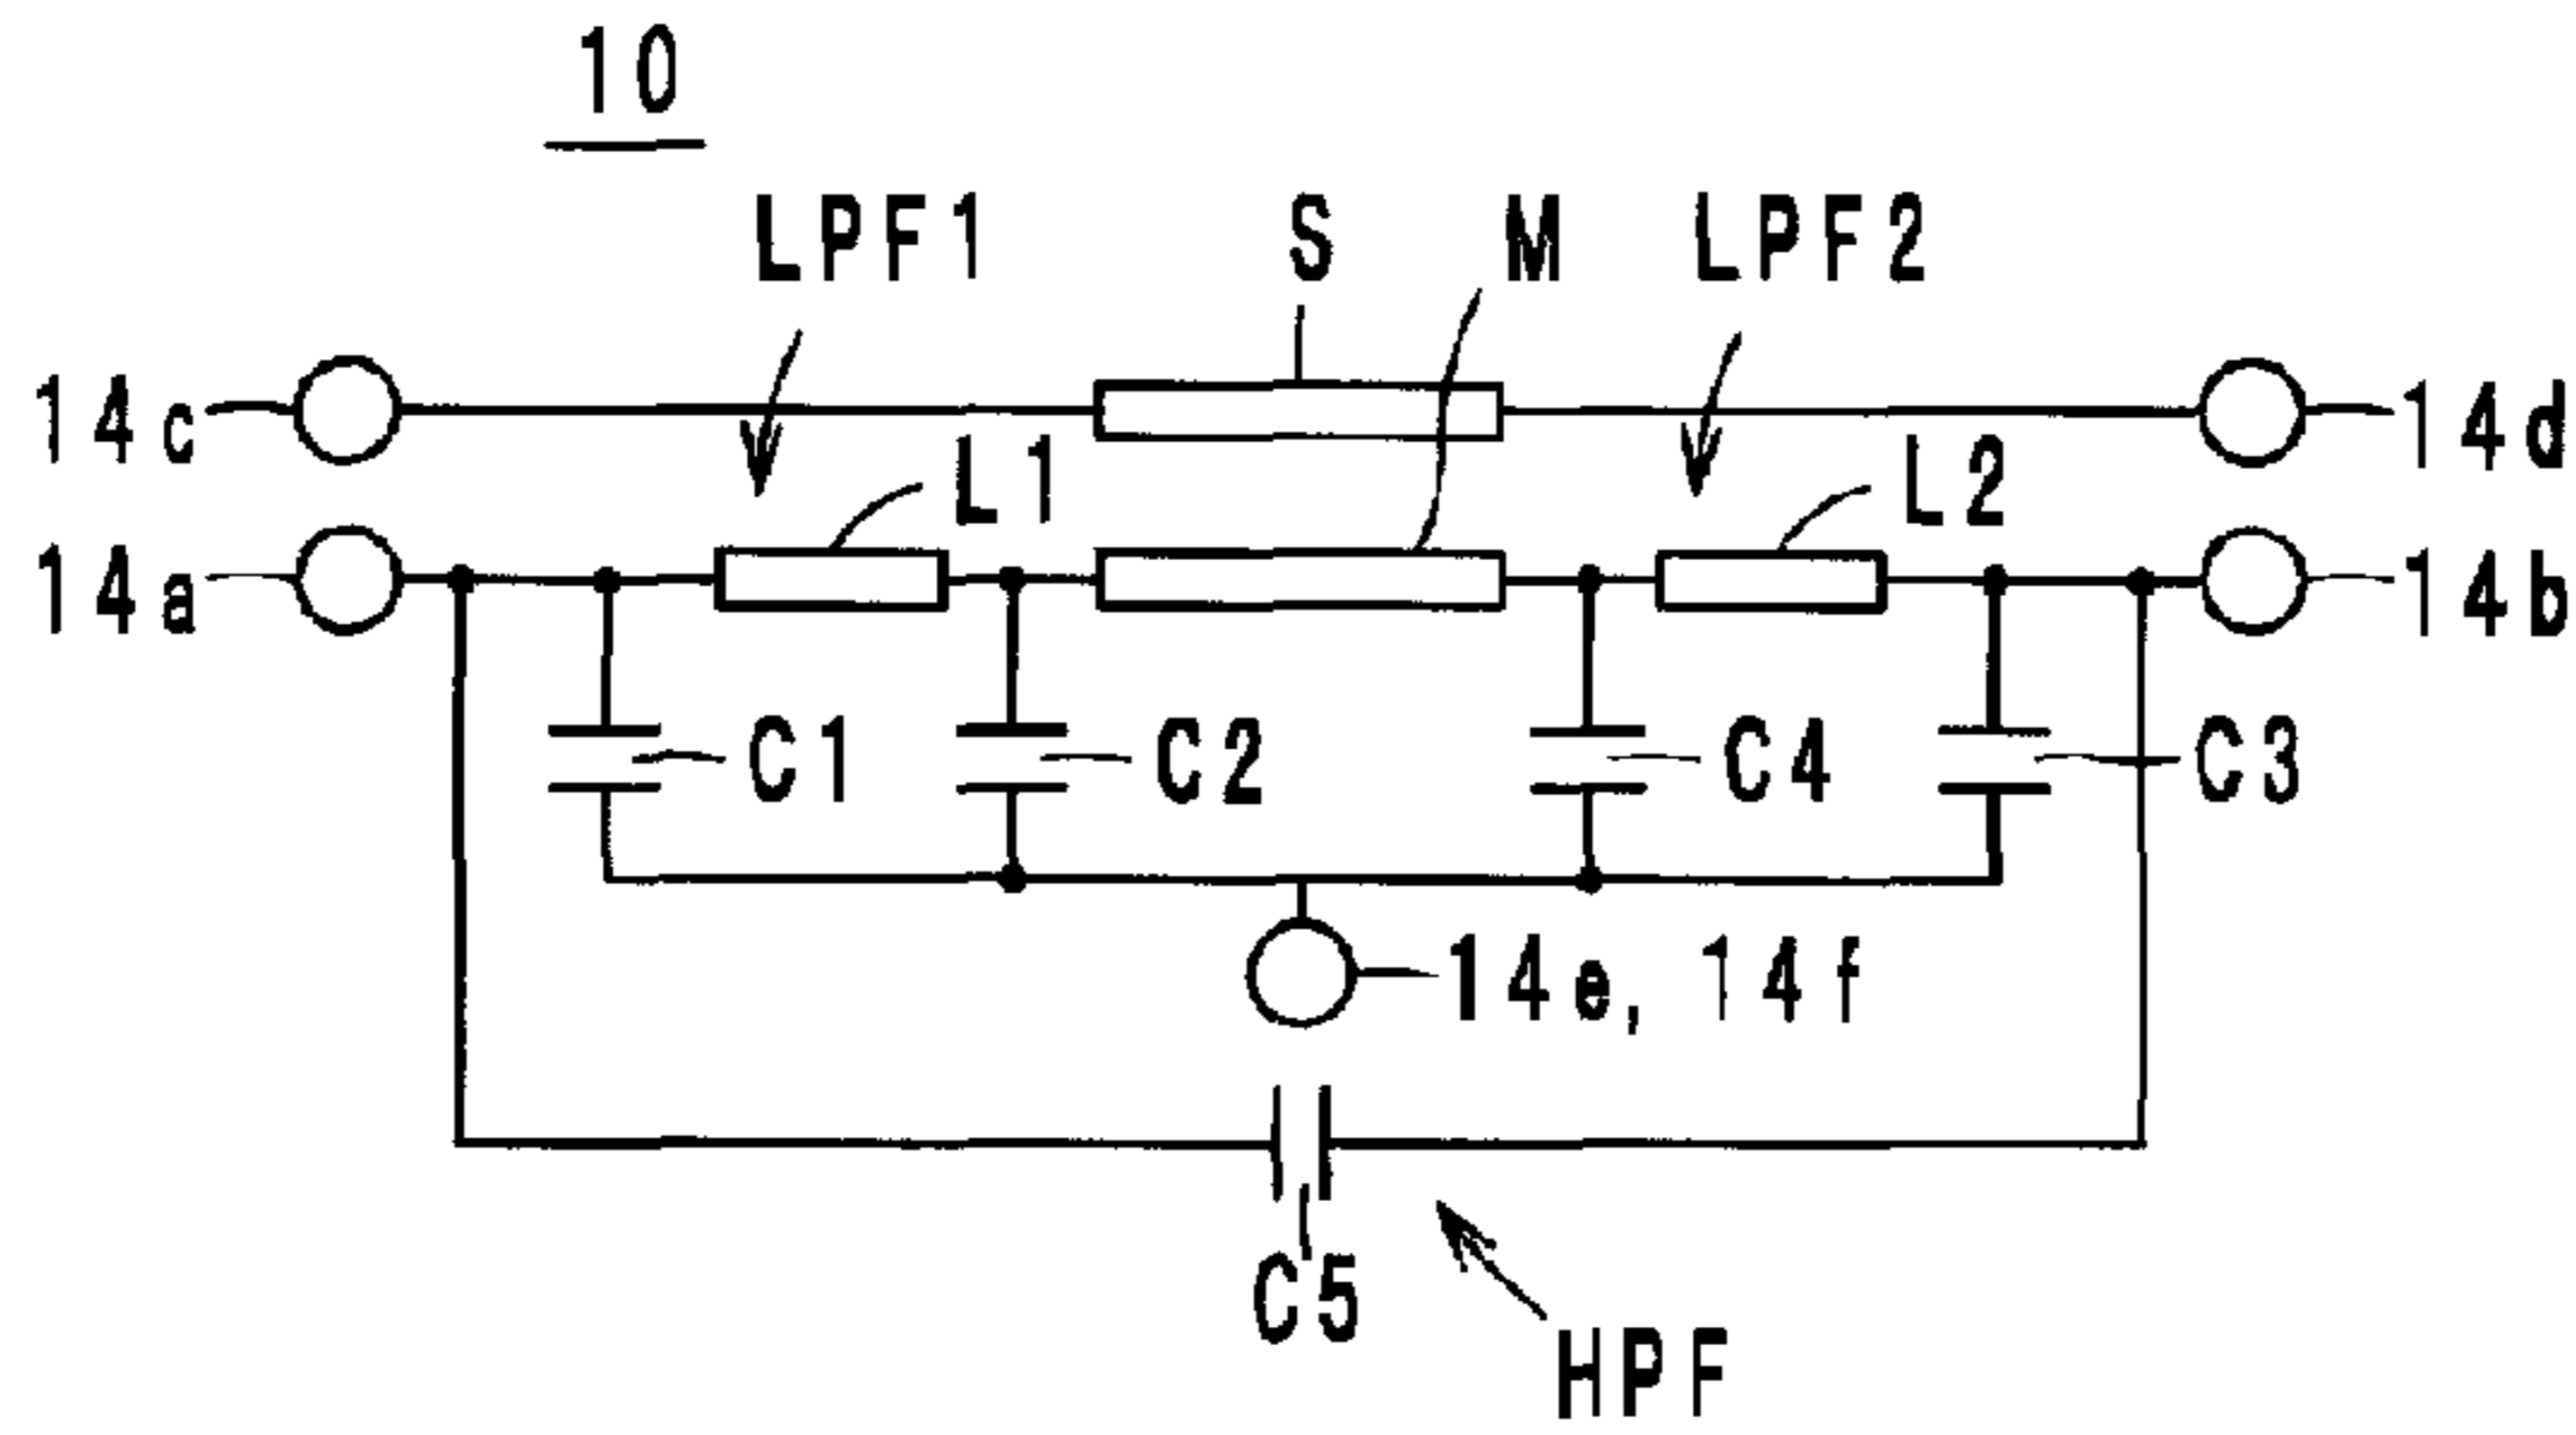 10
LPF1 S M LPF2
14c 14d
L1 L2
14a 14b
C1 C2 C4 C3
14e, 14f
C5
HPF